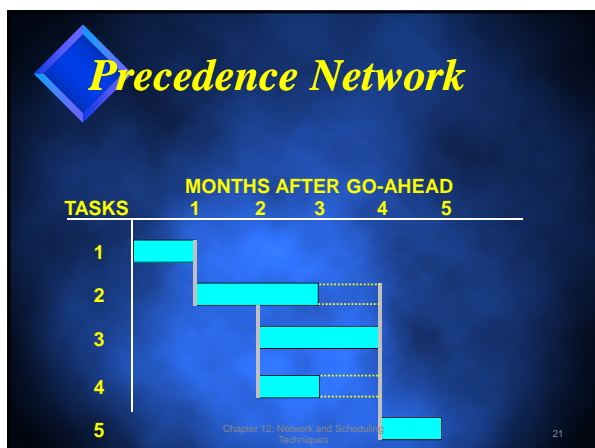 Precedence Network
MONTHS AFTER GO-AHEAD
TASKS 1 2 3 4 5
1
2
3
4
5
Chapter 12: Network and Scheduling
Techniques
21